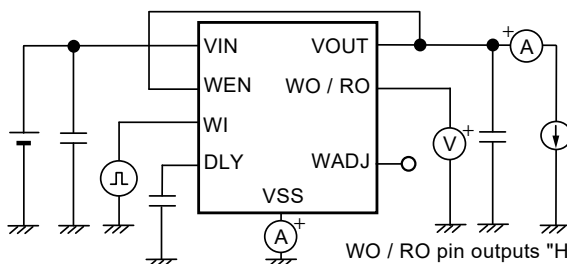 VIN VOUT
WEN WO / RO
WI
DLY WADJ
VSS
+ A
V +
A +
WO / RO pin outputs "H